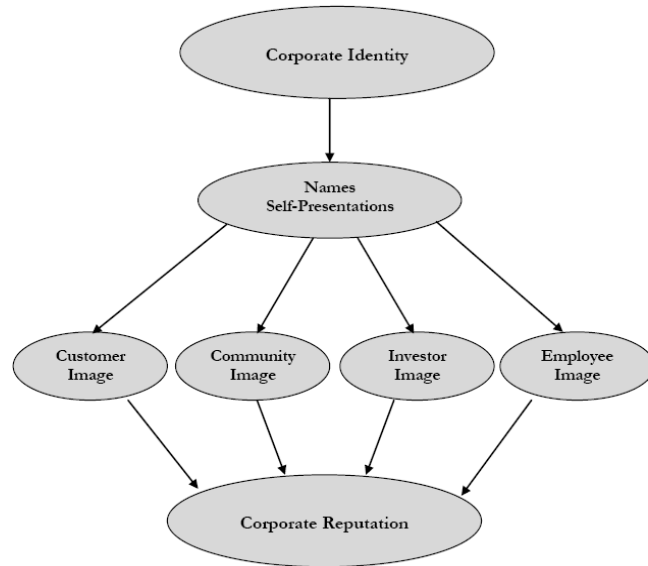 Corporate Identity
Names
Self-Presentations
Customer
Image
Community
Image
Investor
Image
Employee
Image
Corporate Reputation